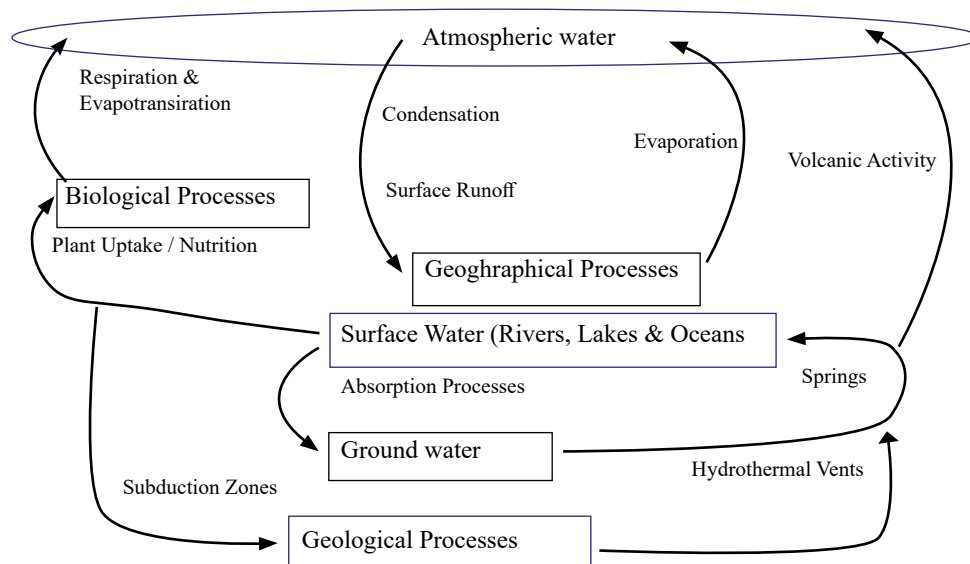 Atmospheric water
Respiration &
Evapotransiration
Condensation
Evaporation
Volcanic Activity
Surface Runoff
Biological Processes
Plant Uptake / Nutrition
Geoghraphical Processes
Surface Water (Rivers, Lakes & Oceans
Absorption Processes
Springs
Ground water
Hydrothermal Vents
Subduction Zones
Geological Processes